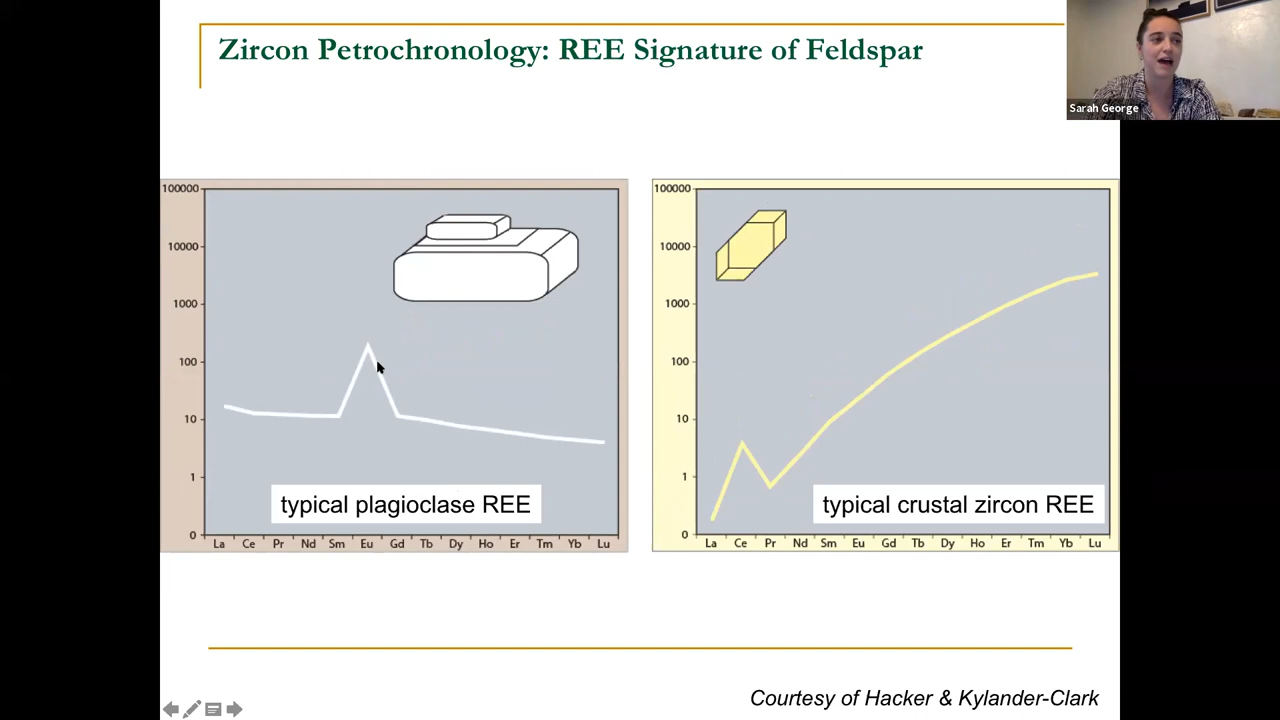 Zircon Petrochronology: REE Signature of Feldspar
Sarah George
100000
10000
1000
100
10
1
0
La Ce Pr Nd Sm Eu Gd Tb Dy Ho Er Tm Yb Lu
typical plagioclase REE
100000
10000
1000
100
10
1
0
La Ce Pr Nd Sm Eu Gd Tb Dy Ho Er Tm Yb Lu
typical crustal zircon REE
Courtesy of Hacker & Kylander-Clark